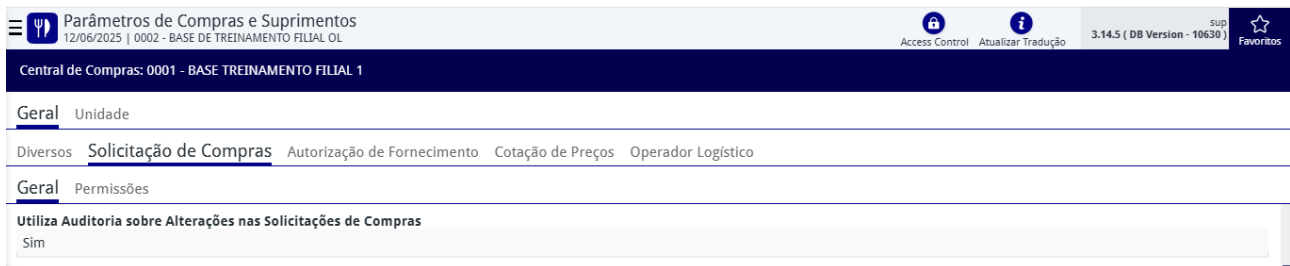 Parâmetros de Compras e Suprimentos
12/06/2025 | 0002 - BASE DE TREINAMENTO FILIAL OL
Access Control
Atualizar Tradução
sup
3.14.5 ( DB Version - 10630 )
Favoritos
Central de Compras: 0001 - BASE TREINAMENTO FILIAL 1
Geral Unidade
Diversos Solicitação de Compras Autorização de Fornecimento Cotação de Preços Operador Logístico
Geral Permissões
Utiliza Auditoria sobre Alterações nas Solicitações de Compras
Sim